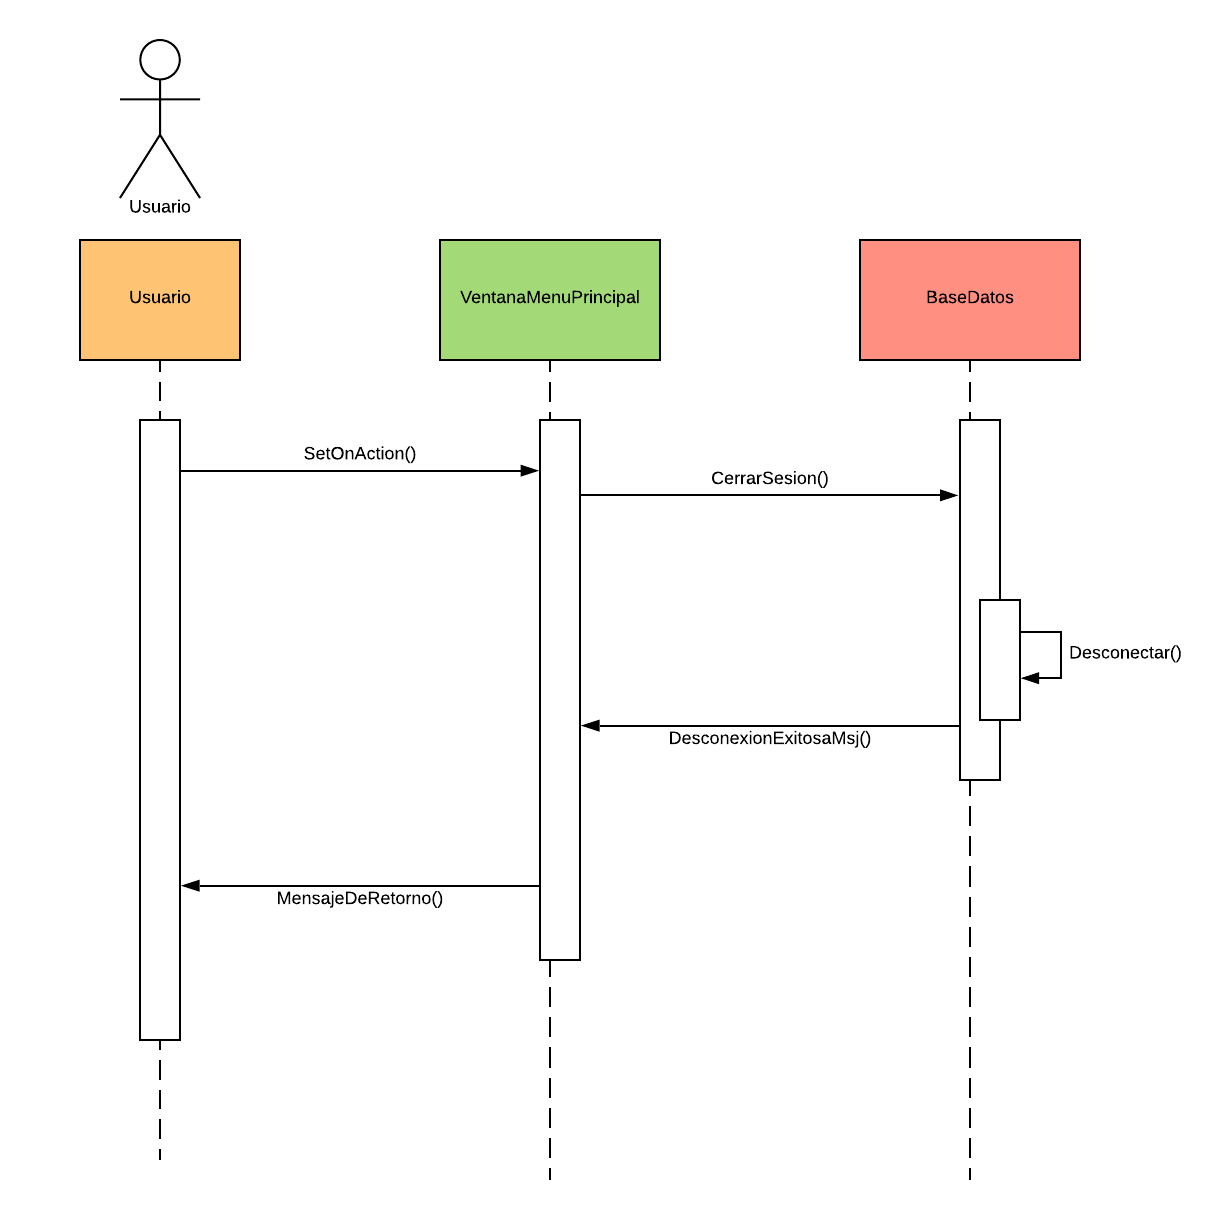 Usuario
Usuario
VentanaMenuPrincipal
BaseDatos
SetOnAction()
CerrarSesion()
Desconectar()
DesconexionExitosaMsj()
MensajeDeRetorno()